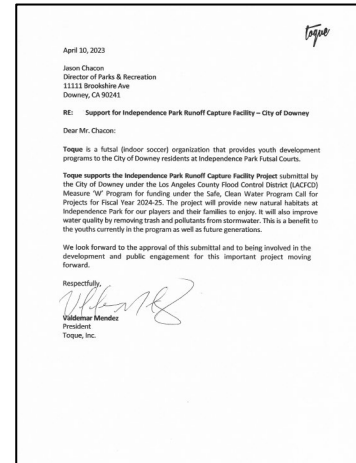 toque
April 10, 2023
Jason Chacon
Director of Parks & Recreation
11111 Brookshire Ave
Downey, CA 90241
RE: Support for Independence Park Runoff Capture Facility – City of Downey
Dear Mr. Chacon:
Toque is a futsal (indoor soccer) organization that provides youth development
programs to the City of Downey residents at Independence Park Futsal Courts.
Toque supports the Independence Park Runoff Capture Facility Project submittal by
the City of Downey under the Los Angeles County Flood Control District (LACFCD)
Measure 'W' Program for funding under the Safe, Clean Water Program Call for
Projects for Fiscal Year 2024-25. The project will provide new natural habitats at
Independence Park for our players and their families to enjoy. It will also improve
water quality by removing trash and pollutants from stormwater. This is a benefit to
the youths currently in the program as well as future generations.
We look forward to the approval of this submittal and to being involved in the
development and public engagement for this important project moving
forward.
Respectfully,
Valdemar Mendez
President
Toque, Inc.